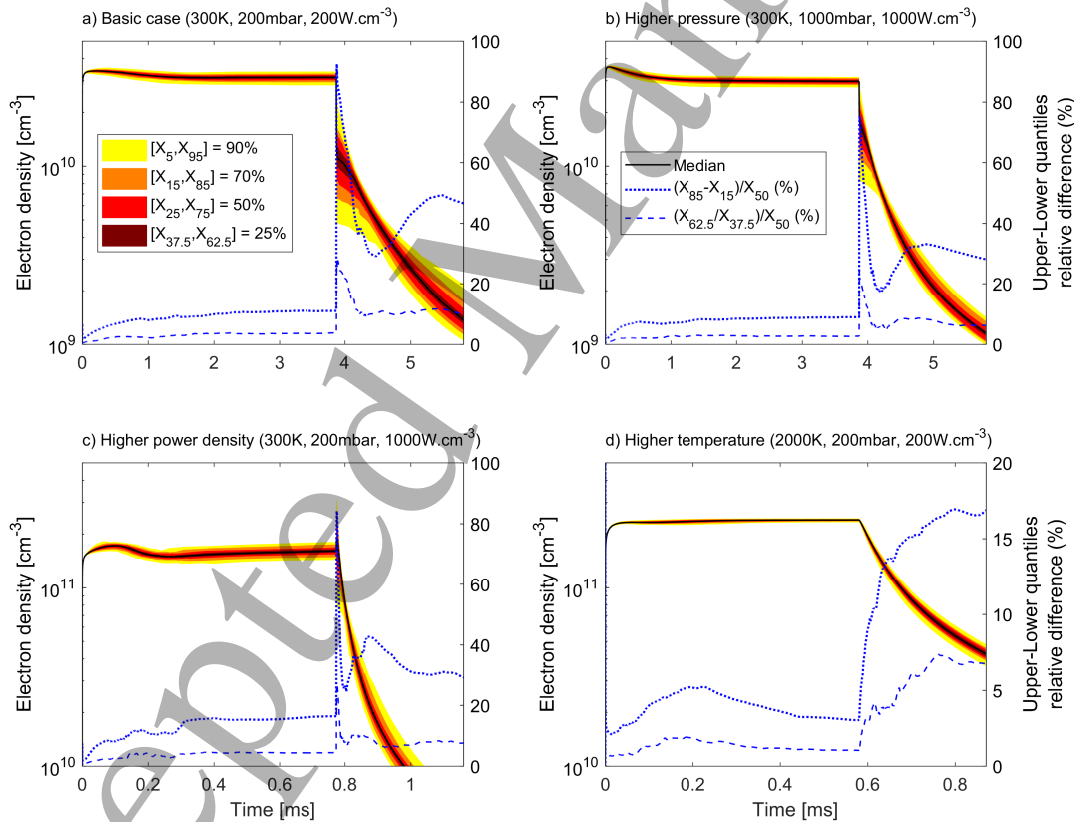 a) Basic case (300K, 200mbar, 200W.cm⁻³)
Electron density [cm⁻³]
10¹⁰
10⁹
0 1 2 3 4 5
100
80
60
40
20
0
[X₅,X₉₅] = 90%
[X₁₅,X₈₅] = 70%
[X₂₅,X₇₅] = 50%
[X₃₇.₅,X₆₂.₅] = 25%
b) Higher pressure (300K, 1000mbar, 1000W.cm⁻³)
Electron density [cm⁻³]
10¹⁰
10⁹
0 1 2 3 4 5
100
80
60
40
20
0
Upper-Lower quantiles
relative difference (%)
Median
(X₈₅-X₁₅)/X₅₀ (%)
(X₆₂.₅/X₃₇.₅)/X₅₀ (%)
c) Higher power density (300K, 200mbar, 1000W.cm⁻³)
Electron density [cm⁻³]
10¹¹
10¹⁰
0 0.2 0.4 0.6 0.8 1
Time [ms]
100
80
60
40
20
0
d) Higher temperature (2000K, 200mbar, 200W.cm⁻³)
Electron density [cm⁻³]
10¹¹
10¹⁰
0 0.2 0.4 0.6 0.8
Time [ms]
20
15
10
5
0
Upper-Lower quantiles
relative difference (%)
epted Man